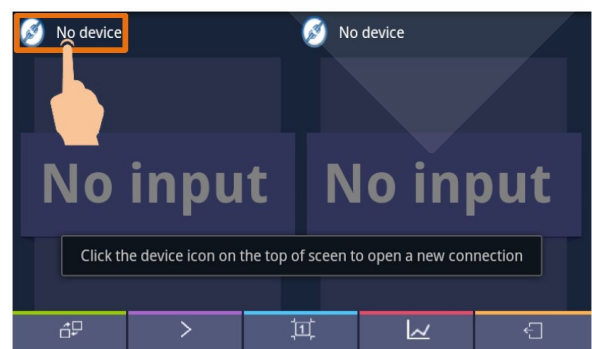 No device
No device
No input
No input
Click the device icon on the top of sceen to open a new connection
1